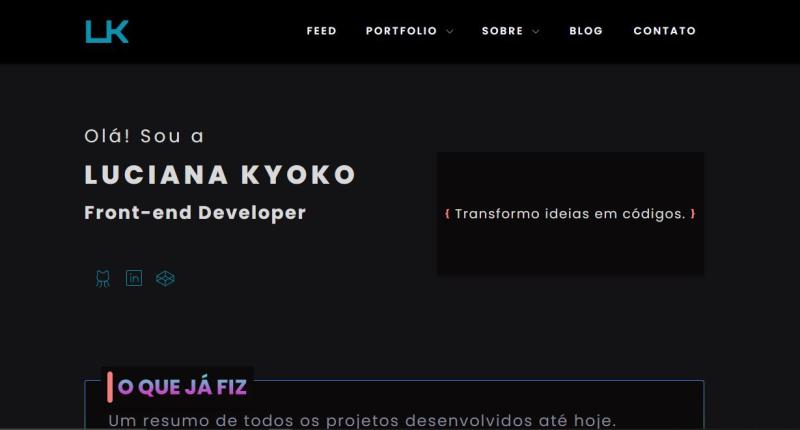 LK
FEED PORTFOLIO SOBRE BLOG CONTATO
Olá! Sou a
LUCIANA KYOKO
Front-end Developer
{ Transformo ideias em códigos. }
in
O QUE JÁ FIZ
Um resumo de todos os projetos desenvolvidos até hoje.